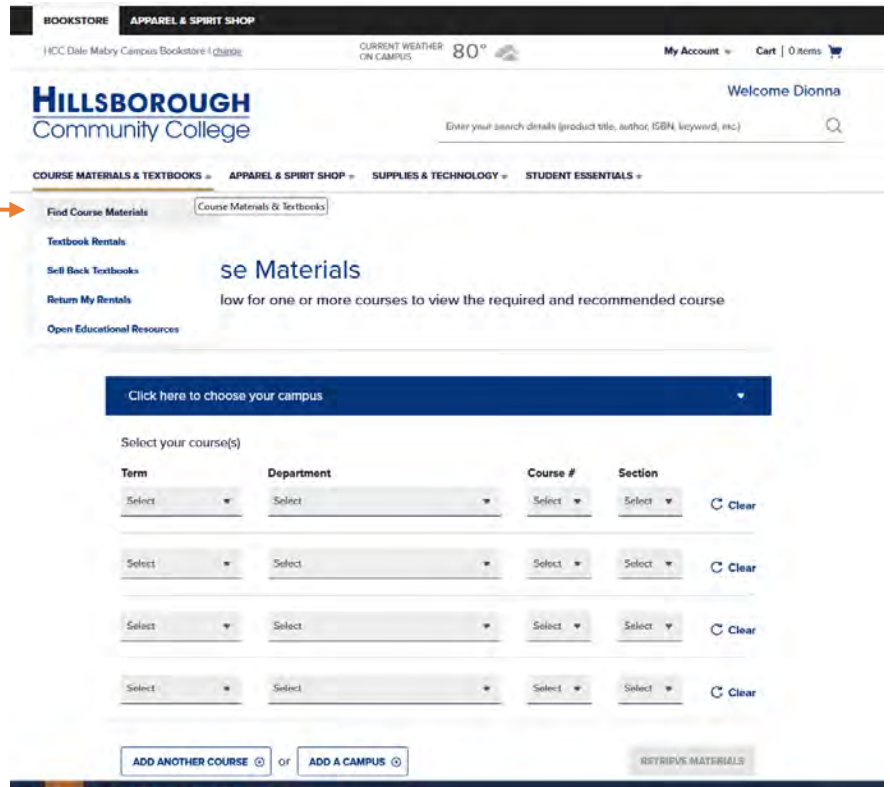 BOOKSTORE APPAREL & SPIRIT SHOP
HCC Dale Mabry Campus Bookstore | change
CURRENT WEATHER ON CAMPUS 80°
My Account Cart | 0 items
HILLSBOROUGH
Community College
Welcome Dionna
Enter your search details (product title, author, ISBN, keyword, etc.)
COURSE MATERIALS & TEXTBOOKS APPAREL & SPIRIT SHOP SUPPLIES & TECHNOLOGY STUDENT ESSENTIALS
Find Course Materials
Course Materials & Textbooks
Textbook Rentals
Sell Back Textbooks
se Materials
Return My Rentals
low for one or more courses to view the required and recommended course
Open Educational Resources
Click here to choose your campus
Select your course(s)
Term Department Course # Section
Select Select Select Select Clear
Select Select Select Select Clear
Select Select Select Select Clear
Select Select Select Select Clear
ADD ANOTHER COURSE or ADD A CAMPUS RETRIEVE MATERIALS